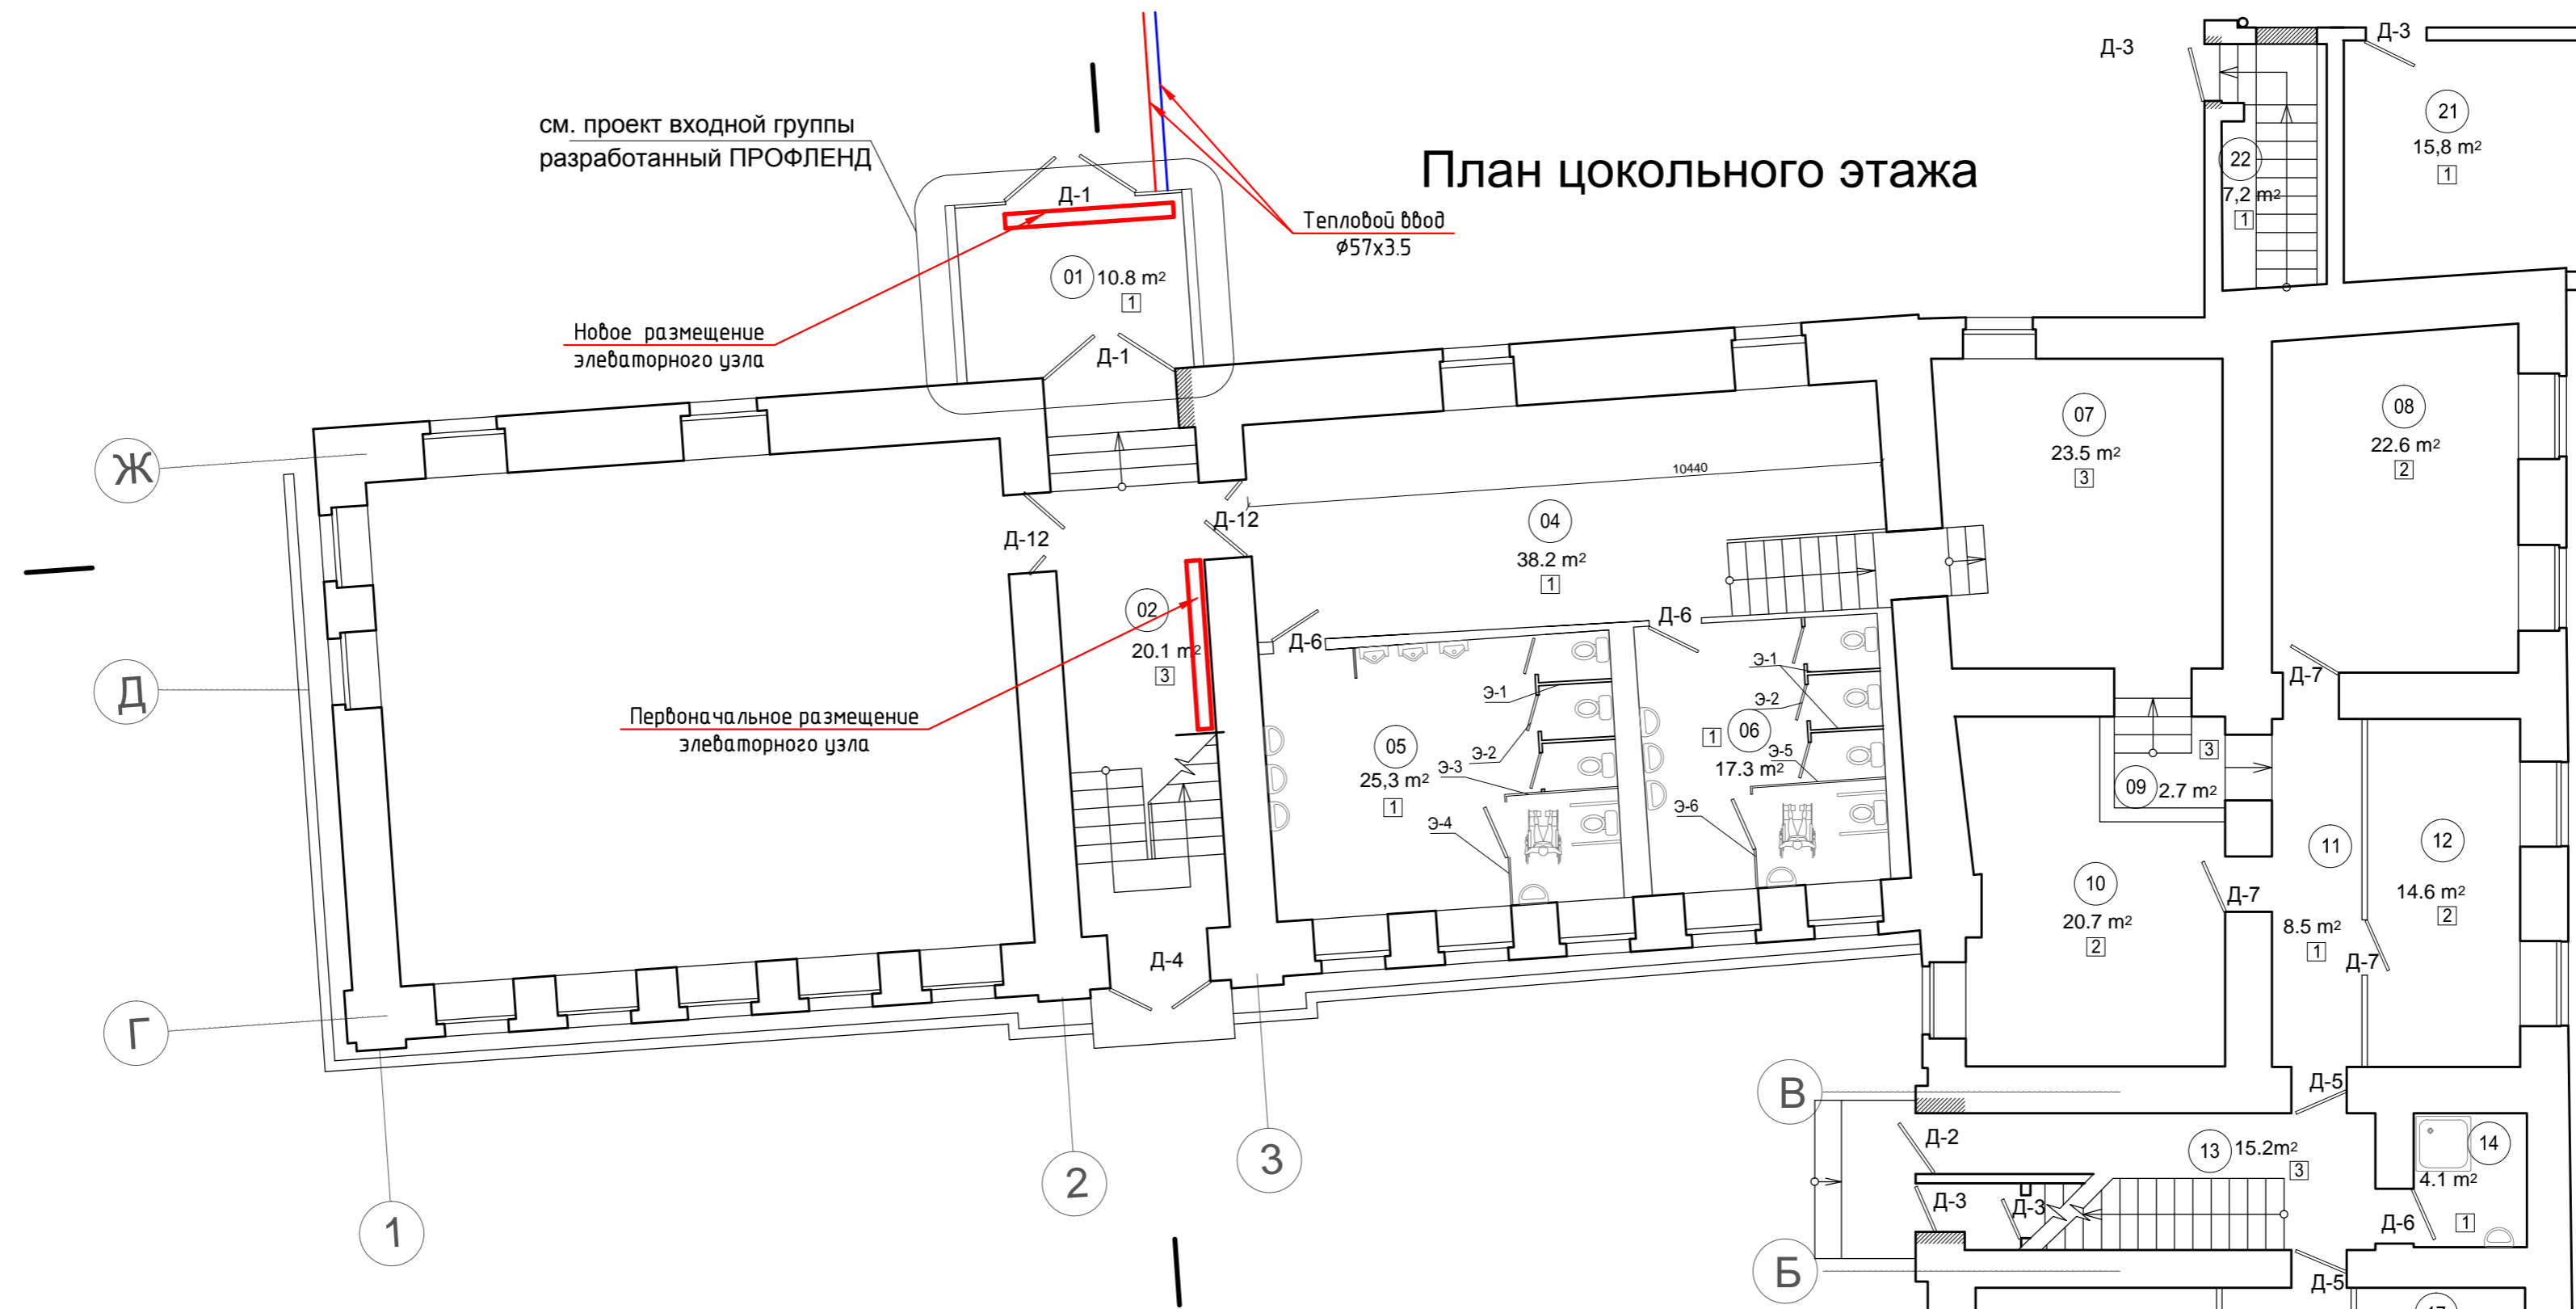 План цокольного этажа
см. проект входной группы
разработанный ПРОФЛЕНД
Тепловой ввод
Ø57х3.5
Новое размещение
элеваторного узла
Первоначальное размещение
элеваторного узла
Д-1
01 10.8 m²
1
Д-1
Д-3
Д-3
21
15,8 m²
1
22
7,2 m²
1
Ж
Д
Г
1
2
3
В
Б
Д-12
Д-12
02
20.1 m²
3
Д-4
10440
04
38.2 m²
1
Д-6
Д-6
05
25,3 m²
1
Э-1
Э-2
Э-3
Э-4
Э-1
Э-2
1
06
17.3 m²
Э-5
Э-6
07
23.5 m²
3
08
22.6 m²
2
Д-7
3
09 2.7 m²
10
20.7 m²
2
Д-7
11
8.5 m²
1
Д-7
12
14.6 m²
2
Д-5
Д-2
13 15.2m²
3
14
4.1 m²
1
Д-3
Д-3
Д-6
Д-5